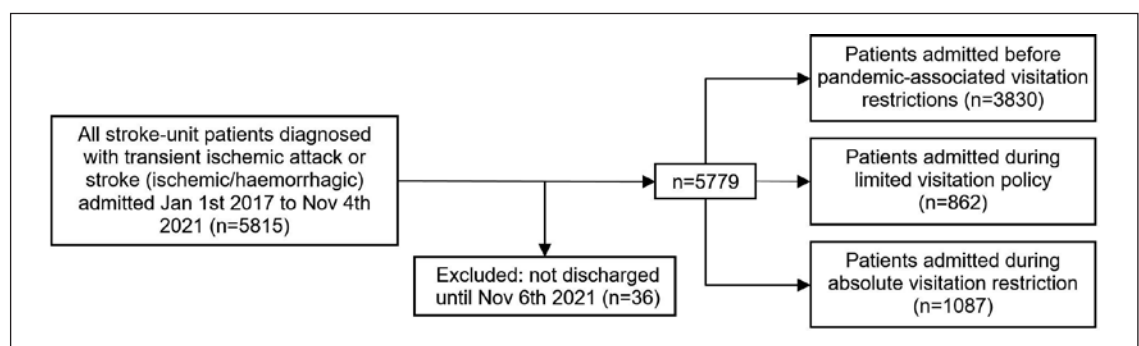 All stroke-unit patients diagnosed
with transient ischemic attack or
stroke (ischemic/haemorrhagic)
admitted Jan 1st 2017 to Nov 4th
2021 (n=5815)
Excluded: not discharged
until Nov 6th 2021 (n=36)
n=5779
Patients admitted before
pandemic-associated visitation
restrictions (n=3830)
Patients admitted during
limited visitation policy
(n=862)
Patients admitted during
absolute visitation restriction
(n=1087)